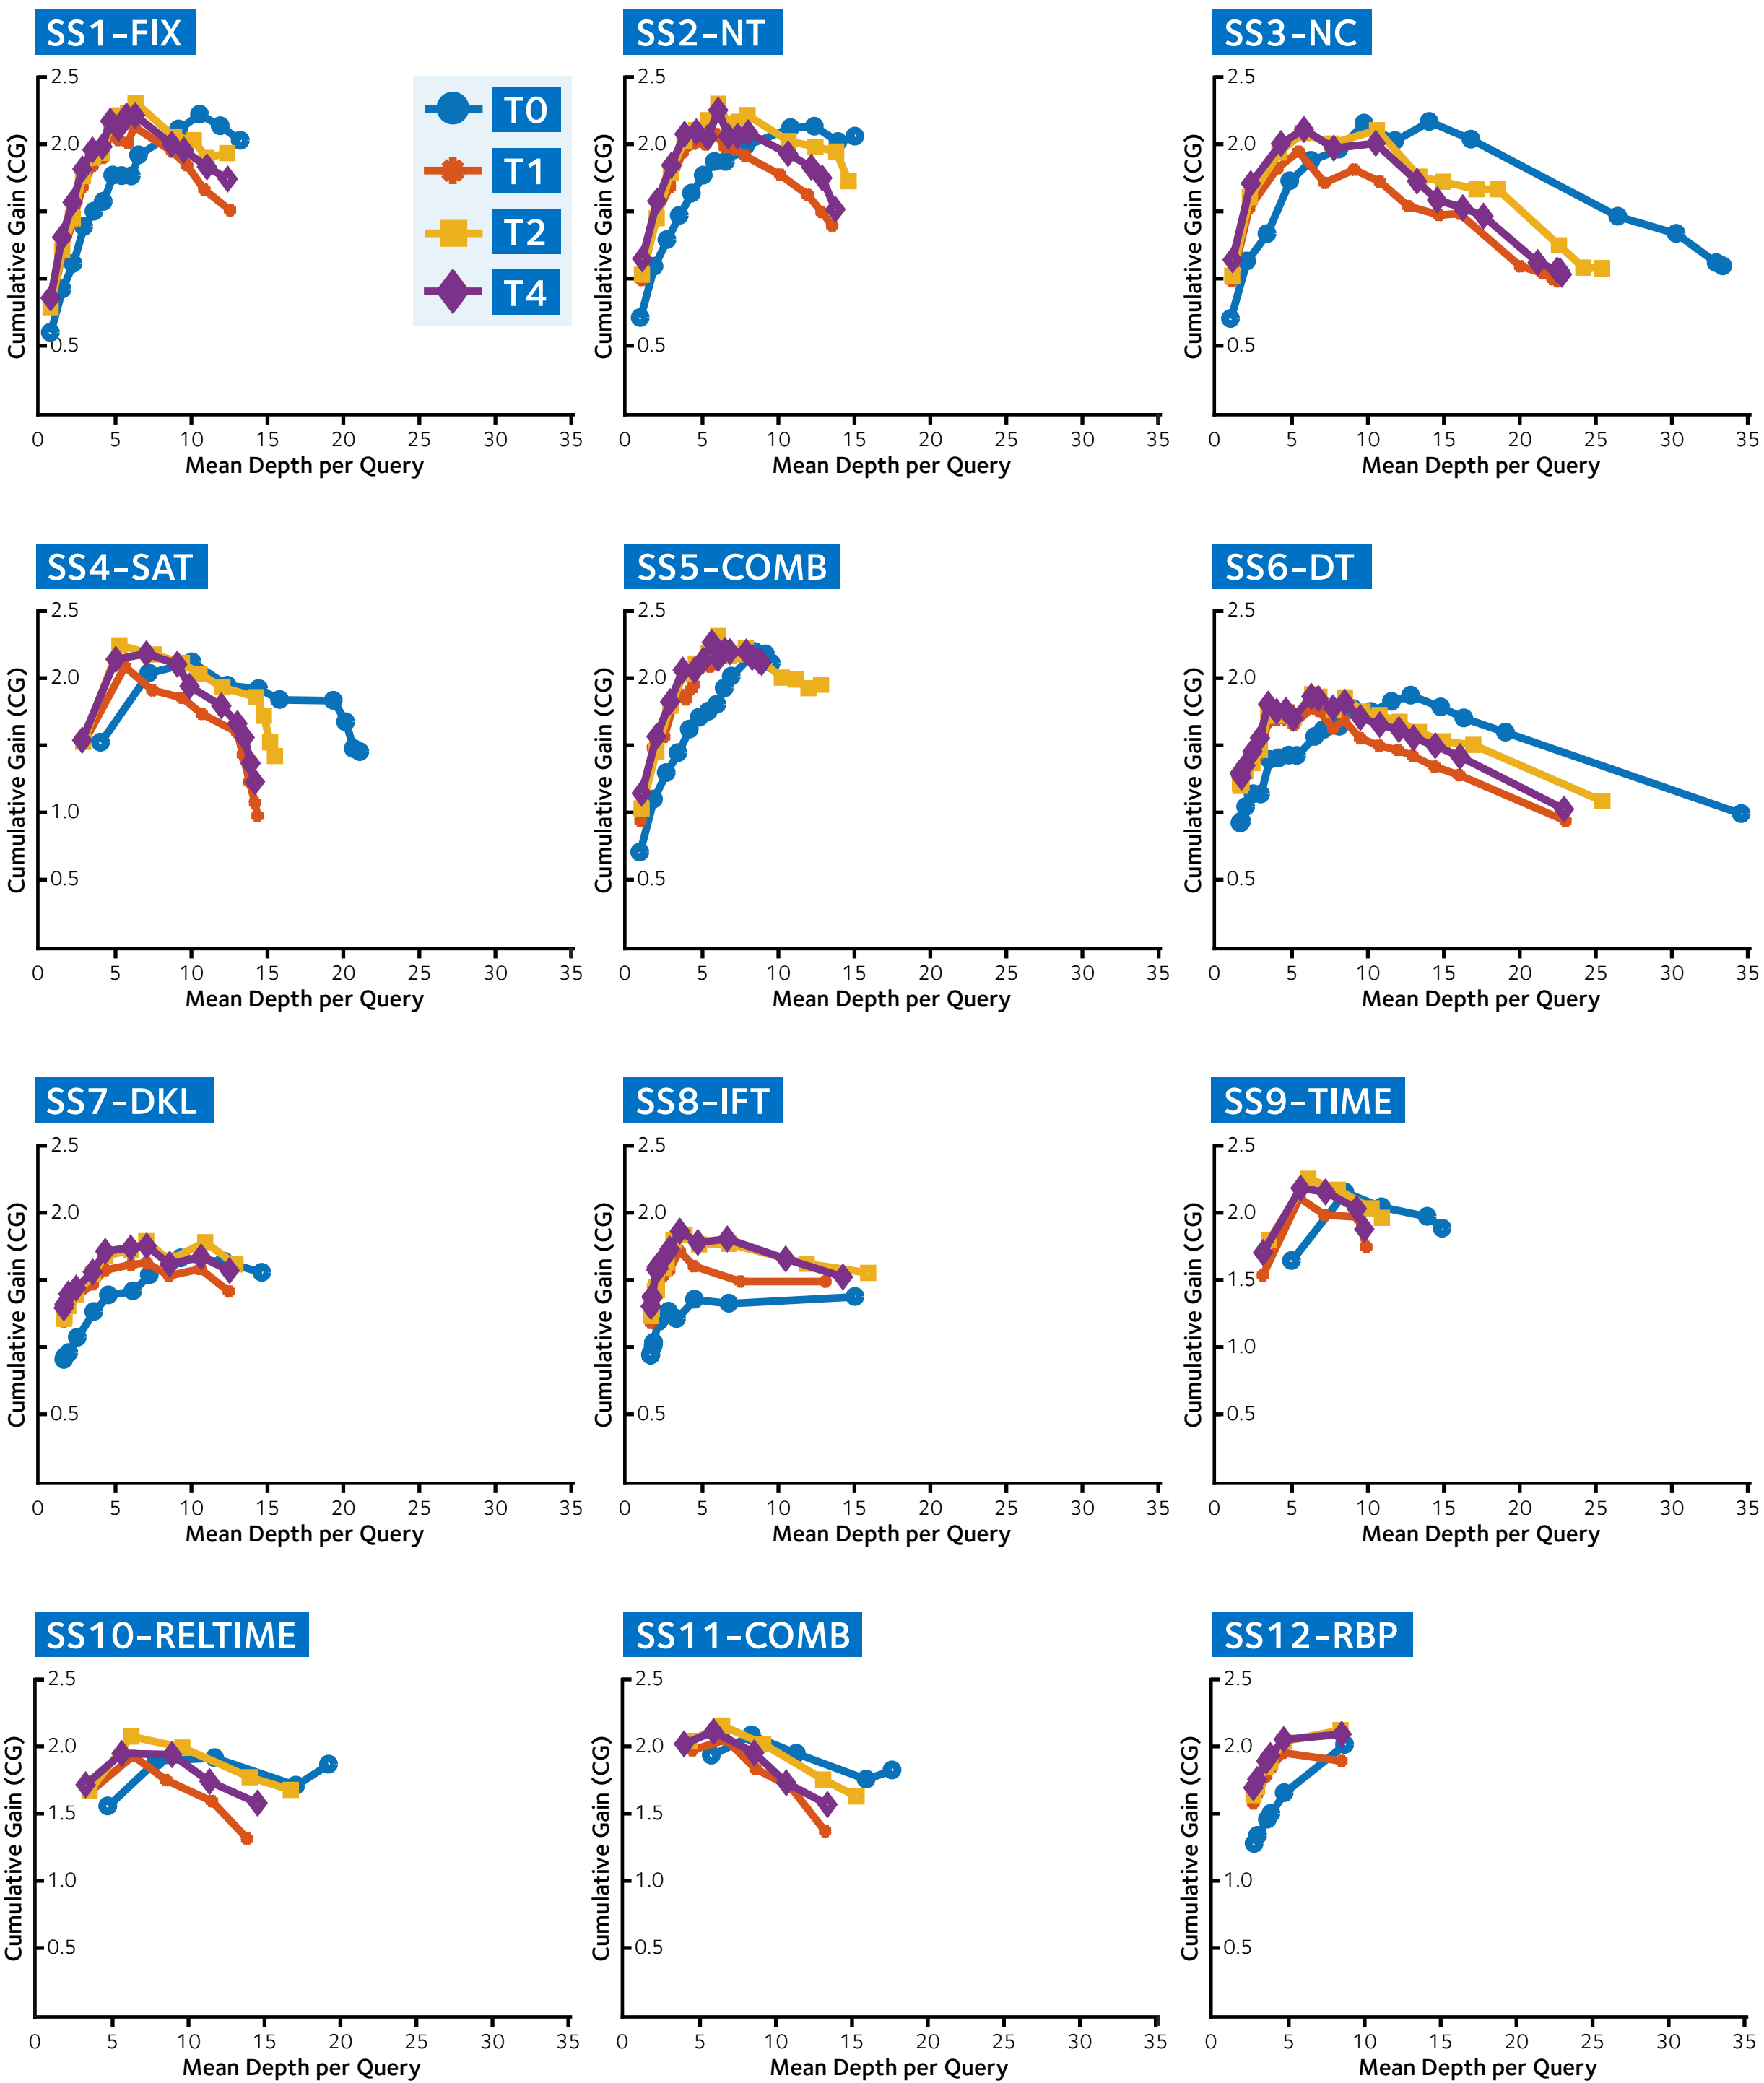 SS1-FIX
SS2-NT
SS3-NC
2.5
2.0
0.5
Cumulative Gain (CG)
0 5 10 15 20 25 30 35
Mean Depth per Query
T0
T1
T2
T4
2.5
2.0
0.5
Cumulative Gain (CG)
0 5 10 15 20 25 30 35
Mean Depth per Query
2.5
2.0
0.5
Cumulative Gain (CG)
0 5 10 15 20 25 30 35
Mean Depth per Query
SS4-SAT
SS5-COMB
SS6-DT
2.5
2.0
1.0
0.5
Cumulative Gain (CG)
0 5 10 15 20 25 30 35
Mean Depth per Query
2.5
2.0
0.5
Cumulative Gain (CG)
0 5 10 15 20 25 30 35
Mean Depth per Query
2.5
2.0
0.5
Cumulative Gain (CG)
0 5 10 15 20 25 30 35
Mean Depth per Query
SS7-DKL
SS8-IFT
SS9-TIME
2.5
2.0
0.5
Cumulative Gain (CG)
0 5 10 15 20 25 30 35
Mean Depth per Query
2.5
2.0
0.5
Cumulative Gain (CG)
0 5 10 15 20 25 30 35
Mean Depth per Query
2.5
2.0
1.5
1.0
0.5
Cumulative Gain (CG)
0 5 10 15 20 25 30 35
Mean Depth per Query
SS10-RELTIME
SS11-COMB
SS12-RBP
2.5
2.0
1.5
1.0
0.5
Cumulative Gain (CG)
0 5 10 15 20 25 30 35
Mean Depth per Query
2.5
2.0
1.5
1.0
0.5
Cumulative Gain (CG)
0 5 10 15 20 25 30 35
Mean Depth per Query
2.5
2.0
1.5
1.0
0.5
Cumulative Gain (CG)
0 5 10 15 20 25 30 35
Mean Depth per Query